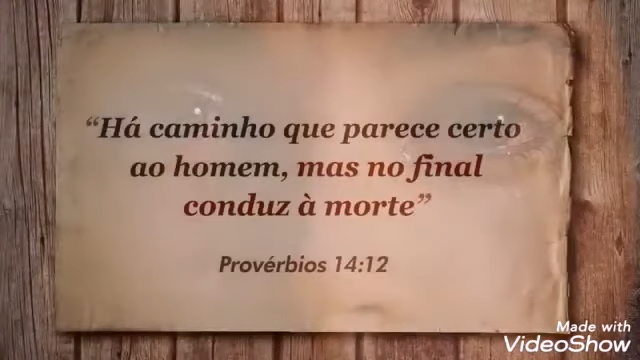 “Há caminho que parece certo
ao homem, mas no final
conduz à morte”
Provérbios 14:12
Made with
VideoShow